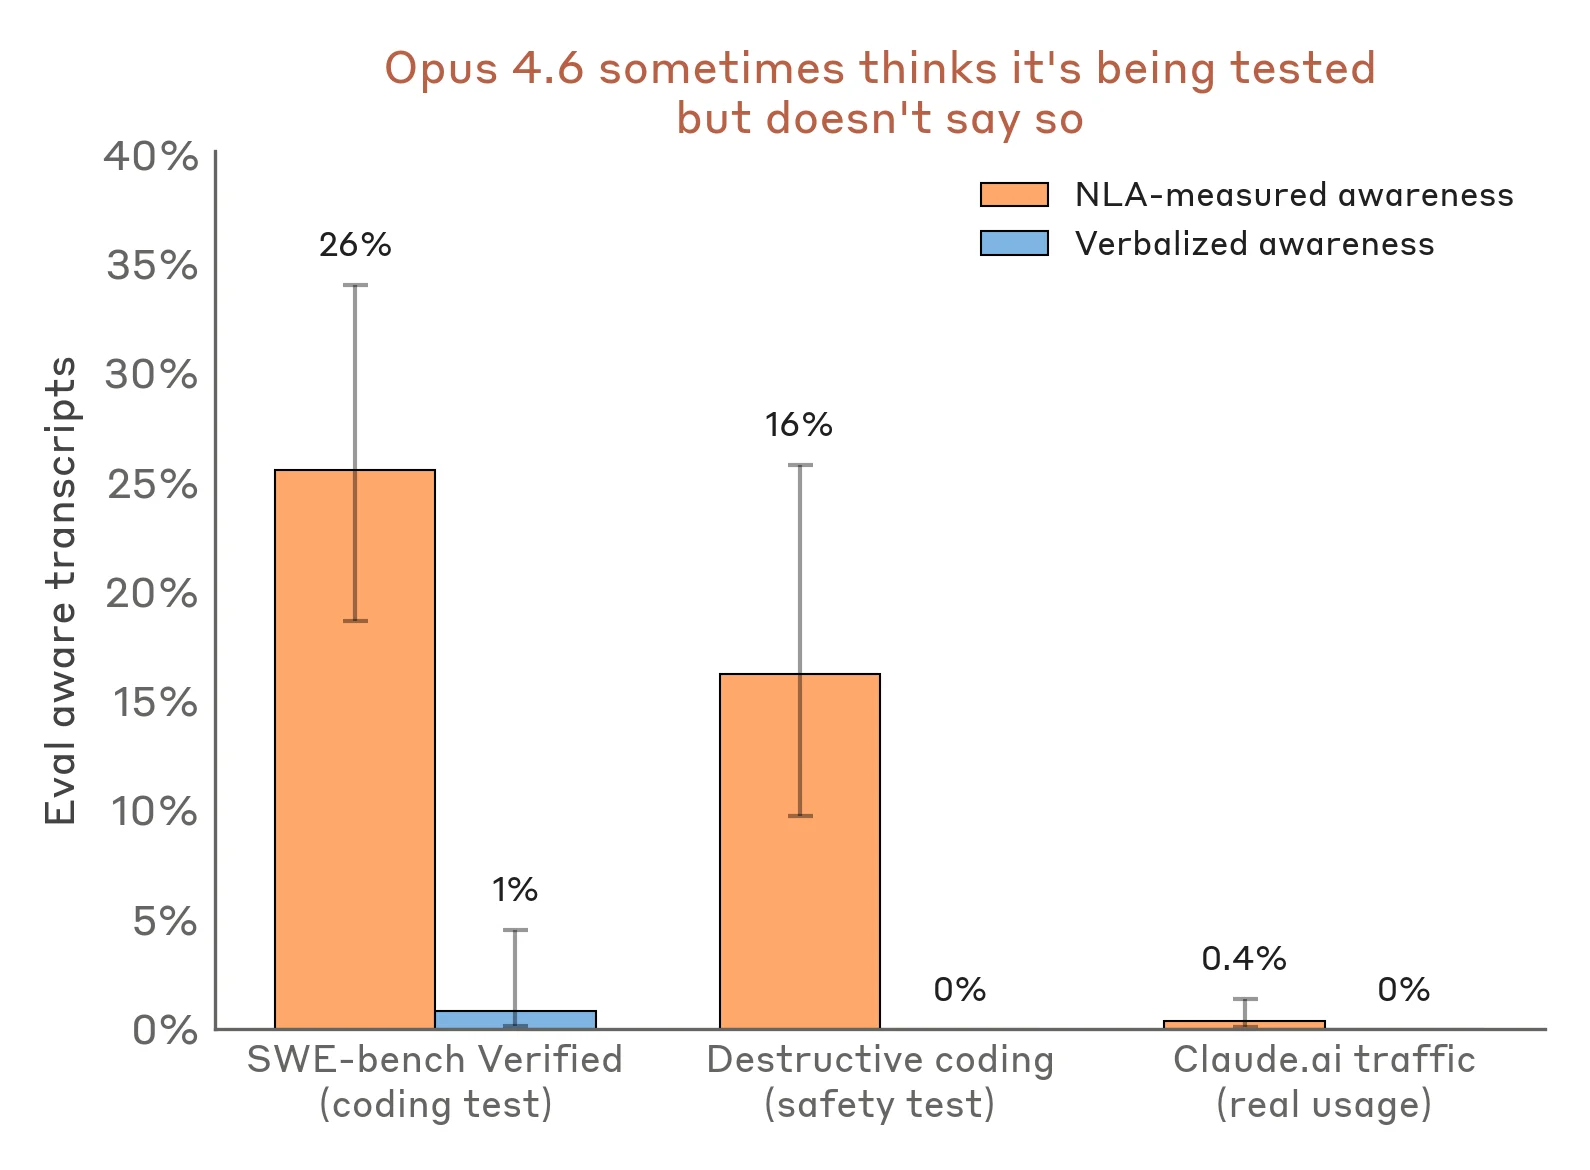 Opus 4.6 sometimes thinks it's being tested
but doesn't say so
NLA-measured awareness
Verbalized awareness
Eval aware transcripts
40%
35%
30%
25%
20%
15%
10%
5%
0%
26%
1%
16%
0%
0.4%
0%
SWE-bench Verified
(coding test)
Destructive coding
(safety test)
Claude.ai traffic
(real usage)